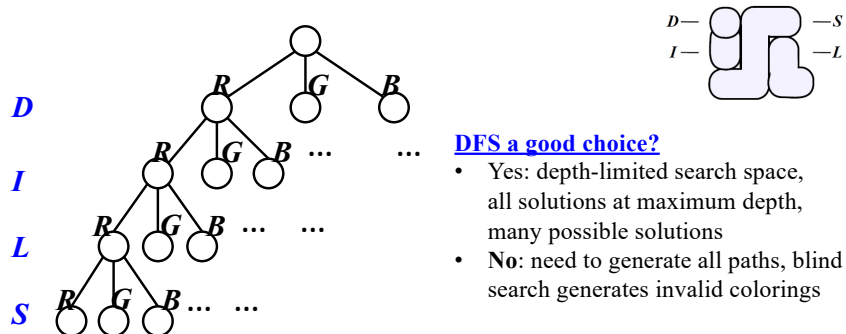 D— —S
I— —L
R G B
D
R G B ... ...
I
R G B ... ...
L
R G B ... ...
S
DFS a good choice?
• Yes: depth-limited search space,
all solutions at maximum depth,
many possible solutions
• No: need to generate all paths, blind
search generates invalid colorings